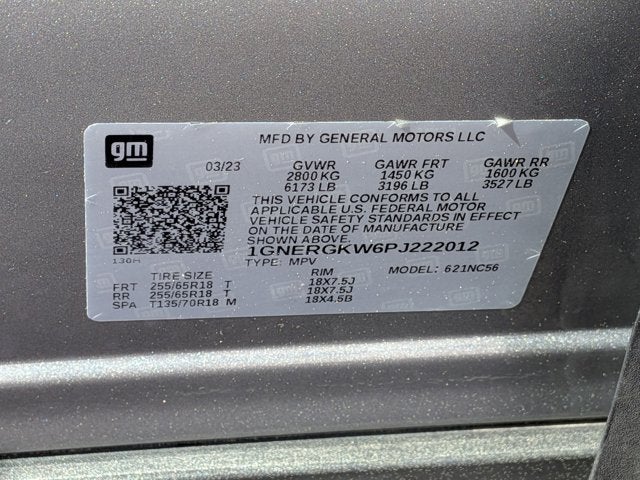 gm
MFD BY GENERAL MOTORS LLC
03/23 GVWR GAWR FRT GAWR RR
2800 KG 1450 KG 1600 KG
6173 LB 3196 LB 3527 LB
THIS VEHICLE CONFORMS TO ALL
APPLICABLE U.S. FEDERAL MOTOR
VEHICLE SAFETY STANDARDS IN EFFECT
ON THE DATE OF MANUFACTURE
SHOWN ABOVE.
1GNERGKW6PJ222012
130H
TYPE: MPV MODEL: 621NC56
TIRE SIZE RIM
FRT 255/65R18 T 18X7.5J
RR 255/65R18 T 18X7.5J
SPA T135/70R18 M 18X4.5B